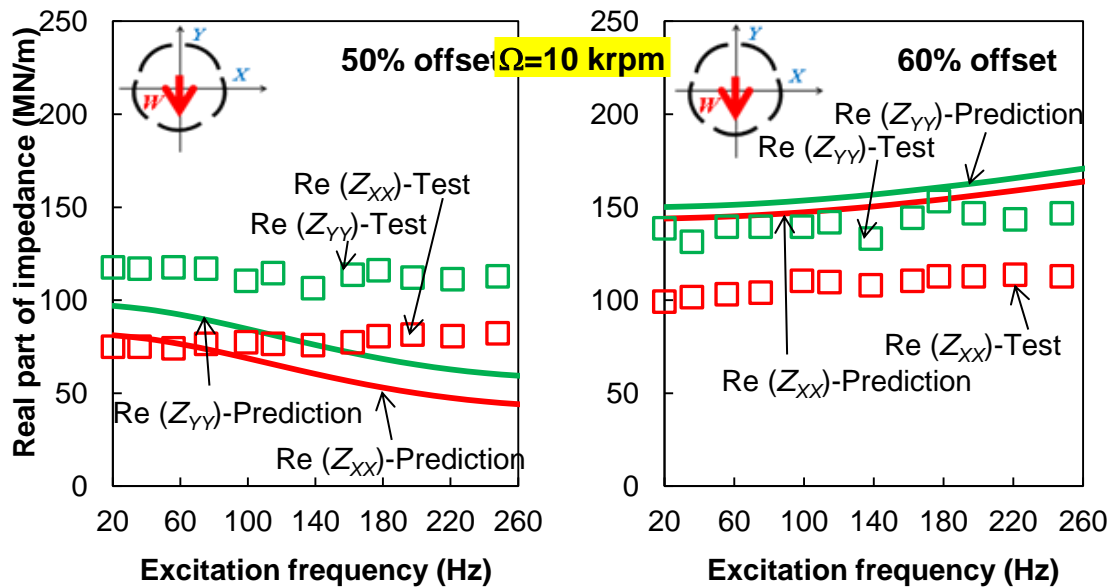 Real part of impedance (MN/m)
250
200
150
100
50
0
20 60 100 140 180 220 260
Excitation frequency (Hz)
Y
X
W
50% offset
Re (ZXX)-Test
Re (ZYY)-Test
Re (ZYY)-Prediction
Re (ZXX)-Prediction
Ω=10 krpm
250
200
150
100
50
0
20 60 100 140 180 220 260
Excitation frequency (Hz)
Y
X
W
60% offset
Re (ZYY)-Prediction
Re (ZYY)-Test
Re (ZXX)-Test
Re (ZXX)-Prediction